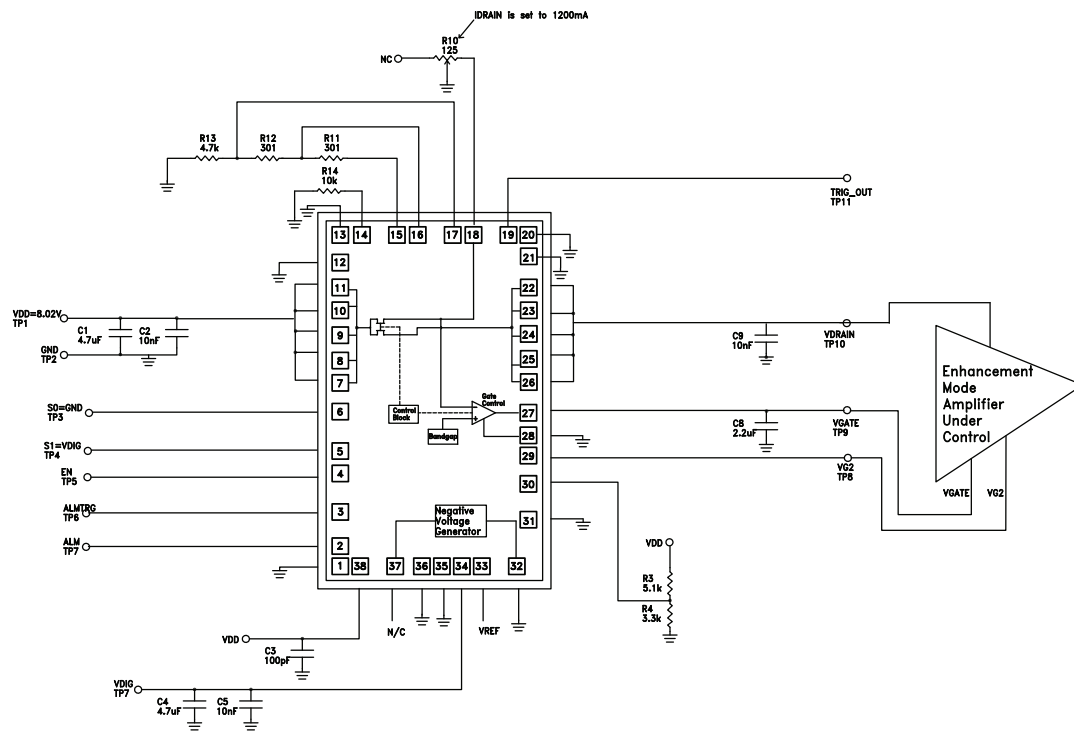 IDRAIN is set to 1200mA
R10
125
NC
R13
4.7k
R12
301
R11
301
R14
10k
TRIG_OUT
TP11
13
14
15
16
17
18
19
20
12
21
11
22
10
23
9
24
8
25
7
26
6
27
5
28
4
29
3
30
2
31
1
38
37
36
35
34
33
32
VDD=8.02V
TP1
C1
4.7uF
C2
10nF
GND
TP2
S0=GND
TP3
S1=VDIG
TP4
EN
TP5
ALMTRG
TP6
ALM
TP7
Control
Block
Gate
Control
Bandgap
Negative
Voltage
Generator
C9
10nF
VDRAIN
TP10
C8
2.2uF
VGATE
TP9
VG2
TP8
Enhancement
Mode
Amplifier
Under
Control
VGATE
VG2
VDD
R3
5.1k
R4
3.3k
N/C
VREF
VDD
C3
100pF
VDIG
TP7
C4
4.7uF
C5
10nF